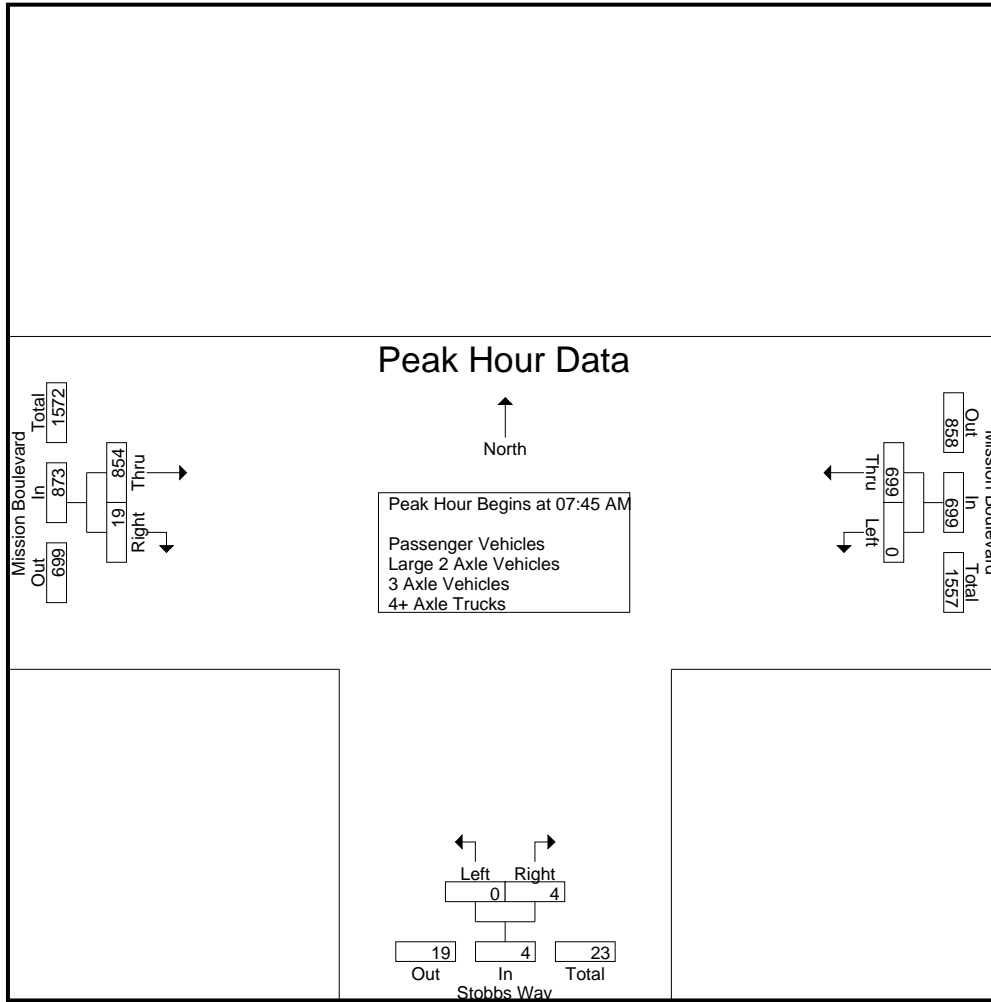 Peak Hour Data
North
Peak Hour Begins at 07:45 AM
Passenger Vehicles
Large 2 Axle Vehicles
3 Axle Vehicles
4+ Axle Trucks
Mission Boulevard
Out In Total
699 873 1572
Right Thru
19 854
Mission Boulevard
Out In Total
858 699 1557
Thru Left
699 0
Left Right
0 4
19 4 23
Out In Total
Stobbs Way